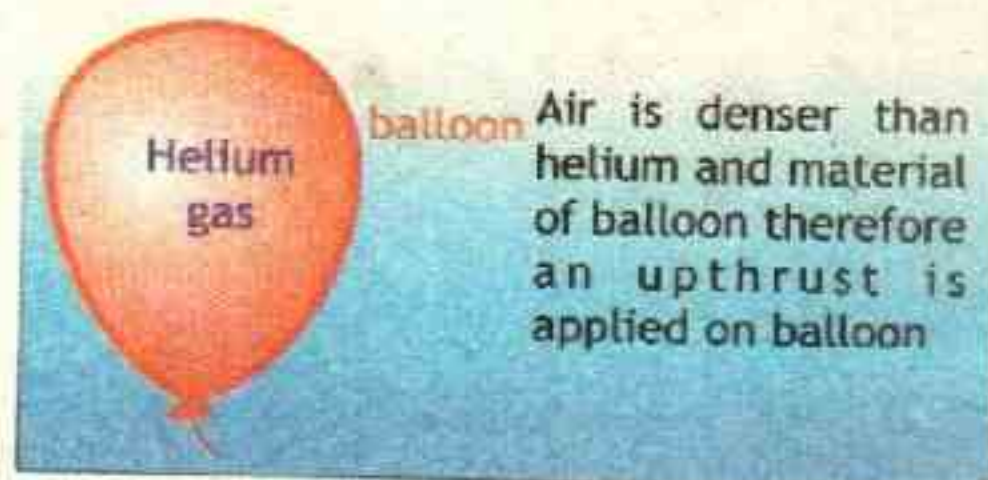 Helium
gas
balloon
Air is denser than
helium and material
of balloon therefore
an upthrust is
applied on balloon